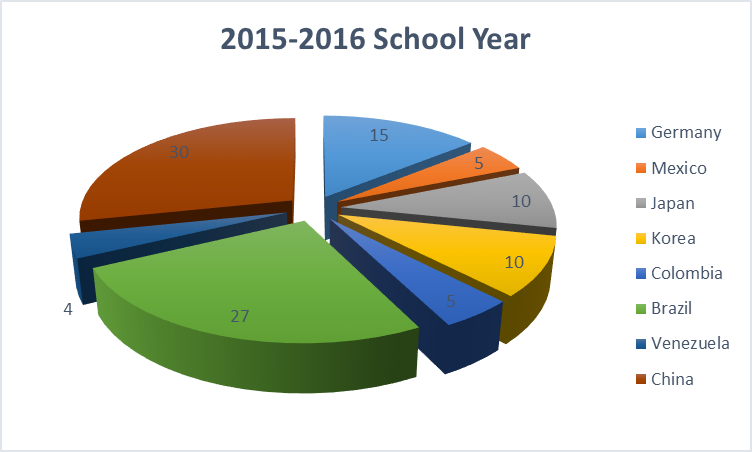 2015-2016 School Year
15
5
10
10
5
27
4
30
Germany
Mexico
Japan
Korea
Colombia
Brazil
Venezuela
China